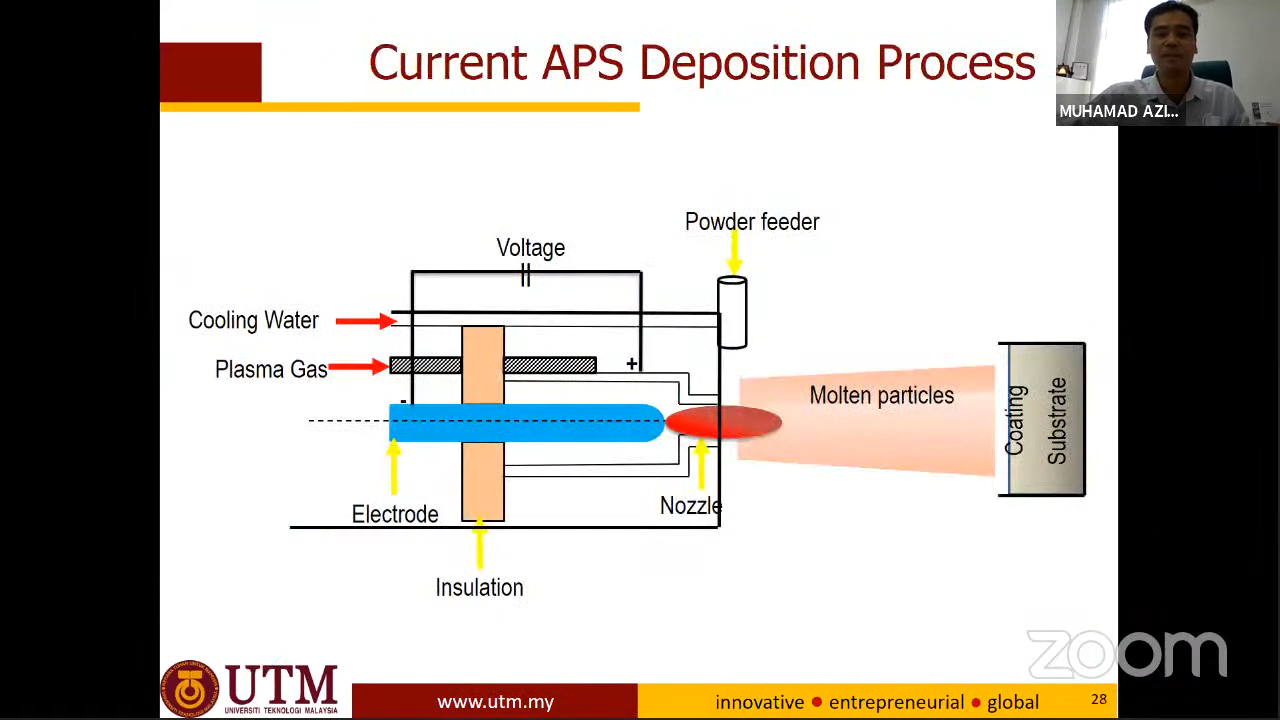 Current APS Deposition Process
MUHAMAD AZI...
Powder feeder
Voltage
Cooling Water
Plasma Gas
+
-
Molten particles
Coating
Substrate
Electrode
Nozzle
Insulation
zoom
UTM
UNIVERSITI TEKNOLOGI MALAYSIA
www.utm.my
innovative ● entrepreneurial ● global
28